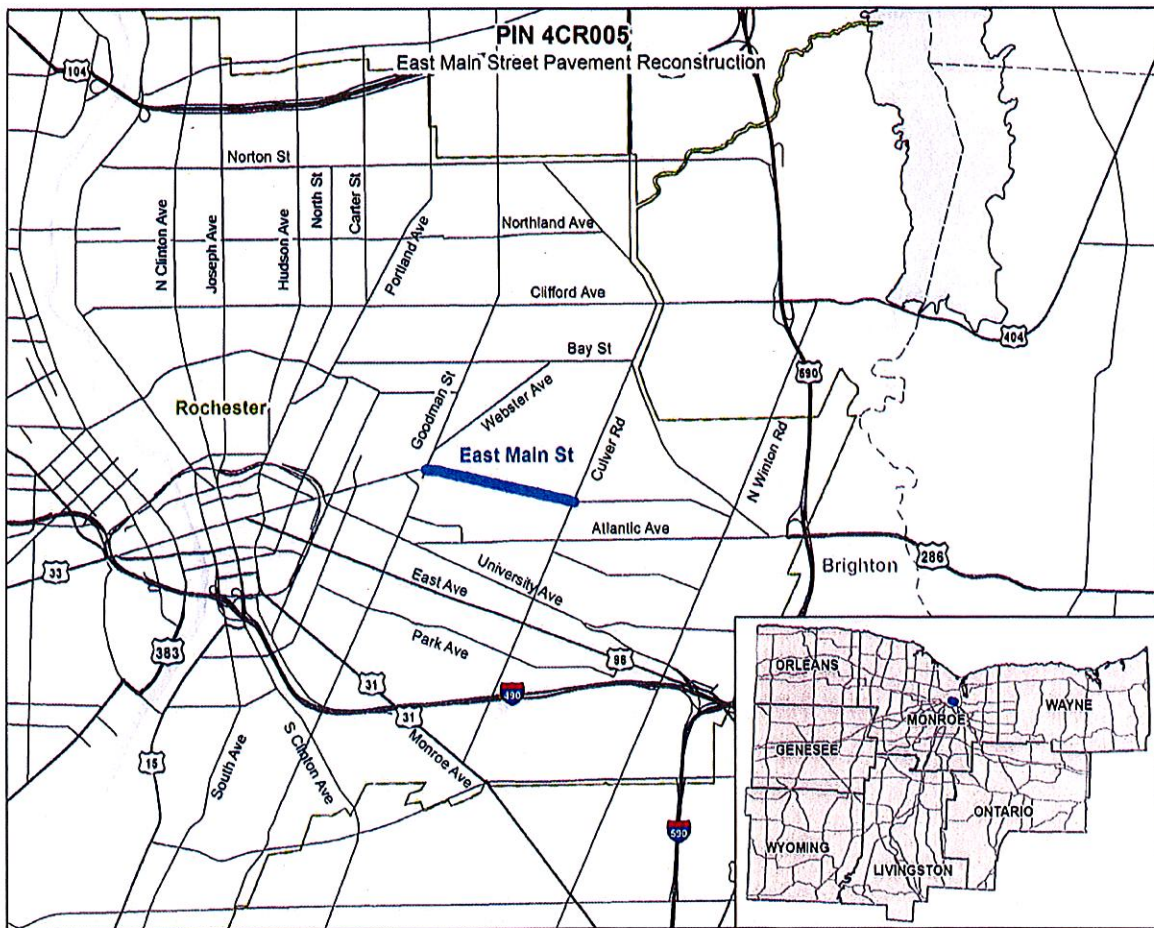 PIN 4CR005
East Main Street Pavement Reconstruction
104
Norton St
N Clinton Ave
Joseph Ave
Hudson Ave
North St
Carter St
Portland Ave
Northland Ave
Clifford Ave
404
590
Bay St
Webster Ave
Goodman St
Rochester
East Main St
Culver Rd
N Winton Rd
Atlantic Ave
286
Brighton
33
University Ave
East Ave
Park Ave
96
383
31
490
31
Monroe Ave
15
South Ave
S Clinton Ave
590
ORLEANS
MONROE
WAYNE
GENESEE
ONTARIO
WYOMING
LIVINGSTON